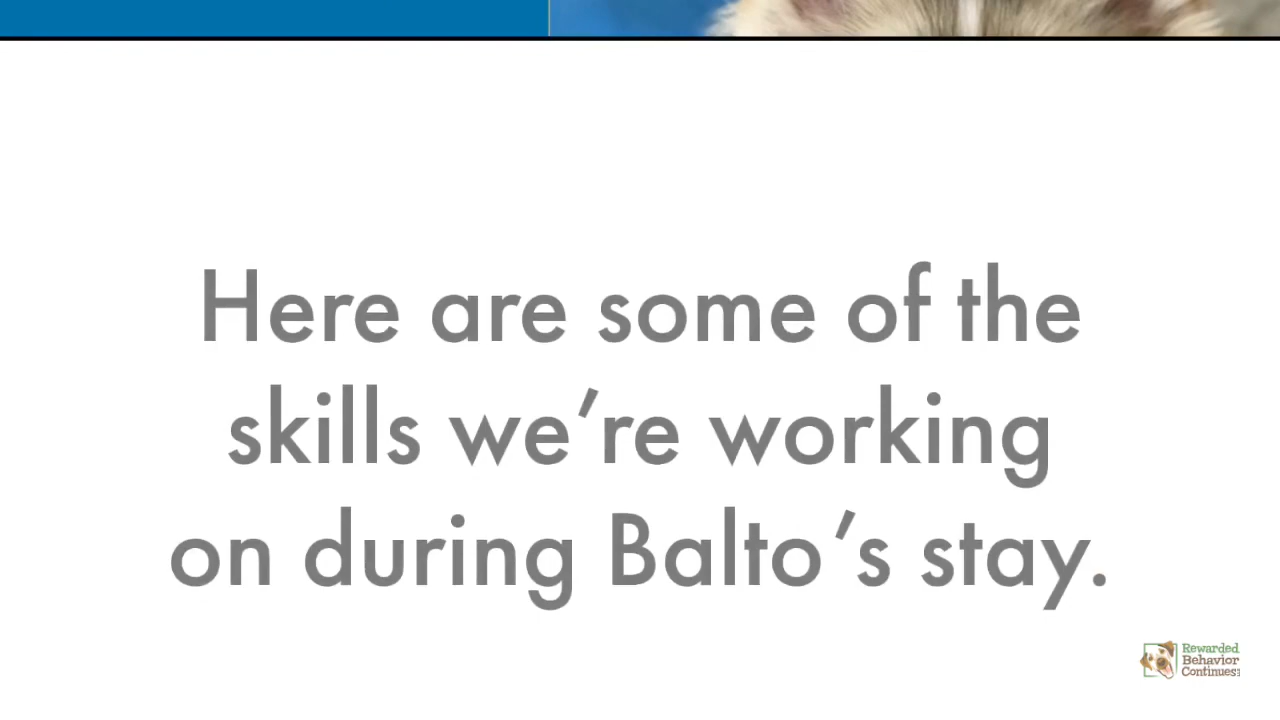 Here are some of the
skills we’re working
on during Balto’s stay.
Rewarded
Behavior
Continues